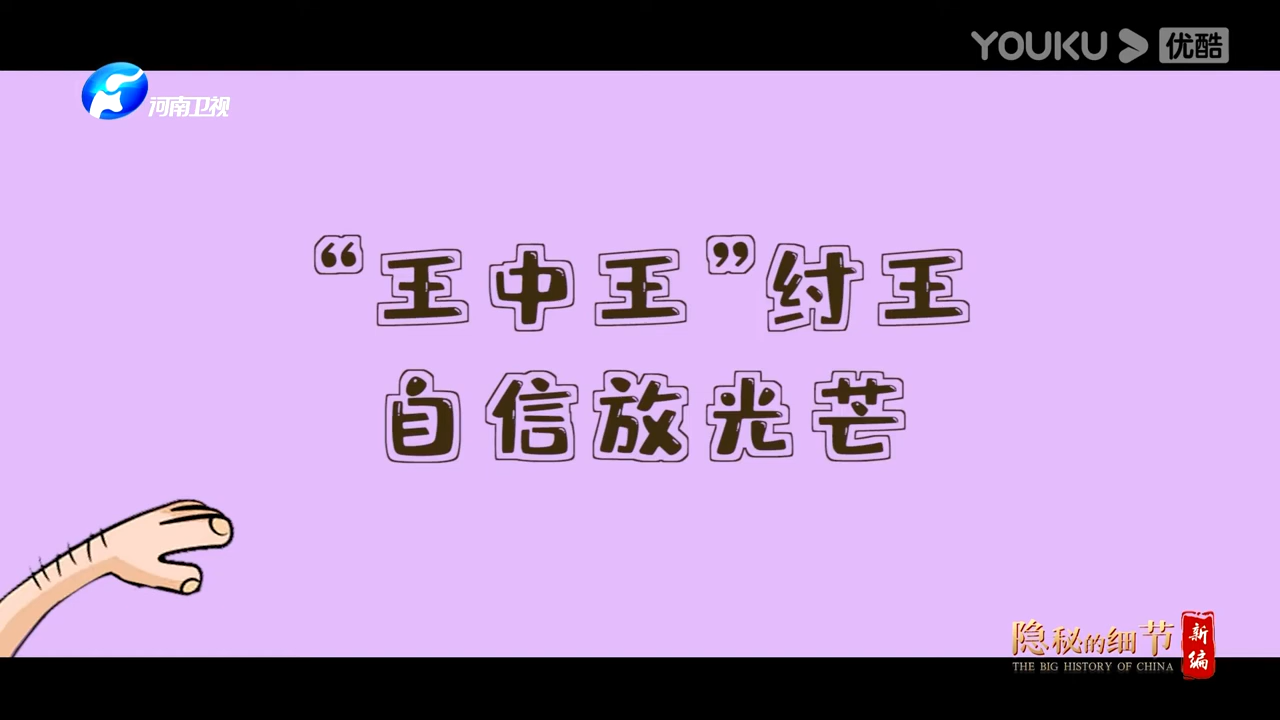 YOUKU 优酷
河南卫视
“王中王”纣王
自信放光芒
隐秘的细节
新编
THE BIG HISTORY OF CHINA